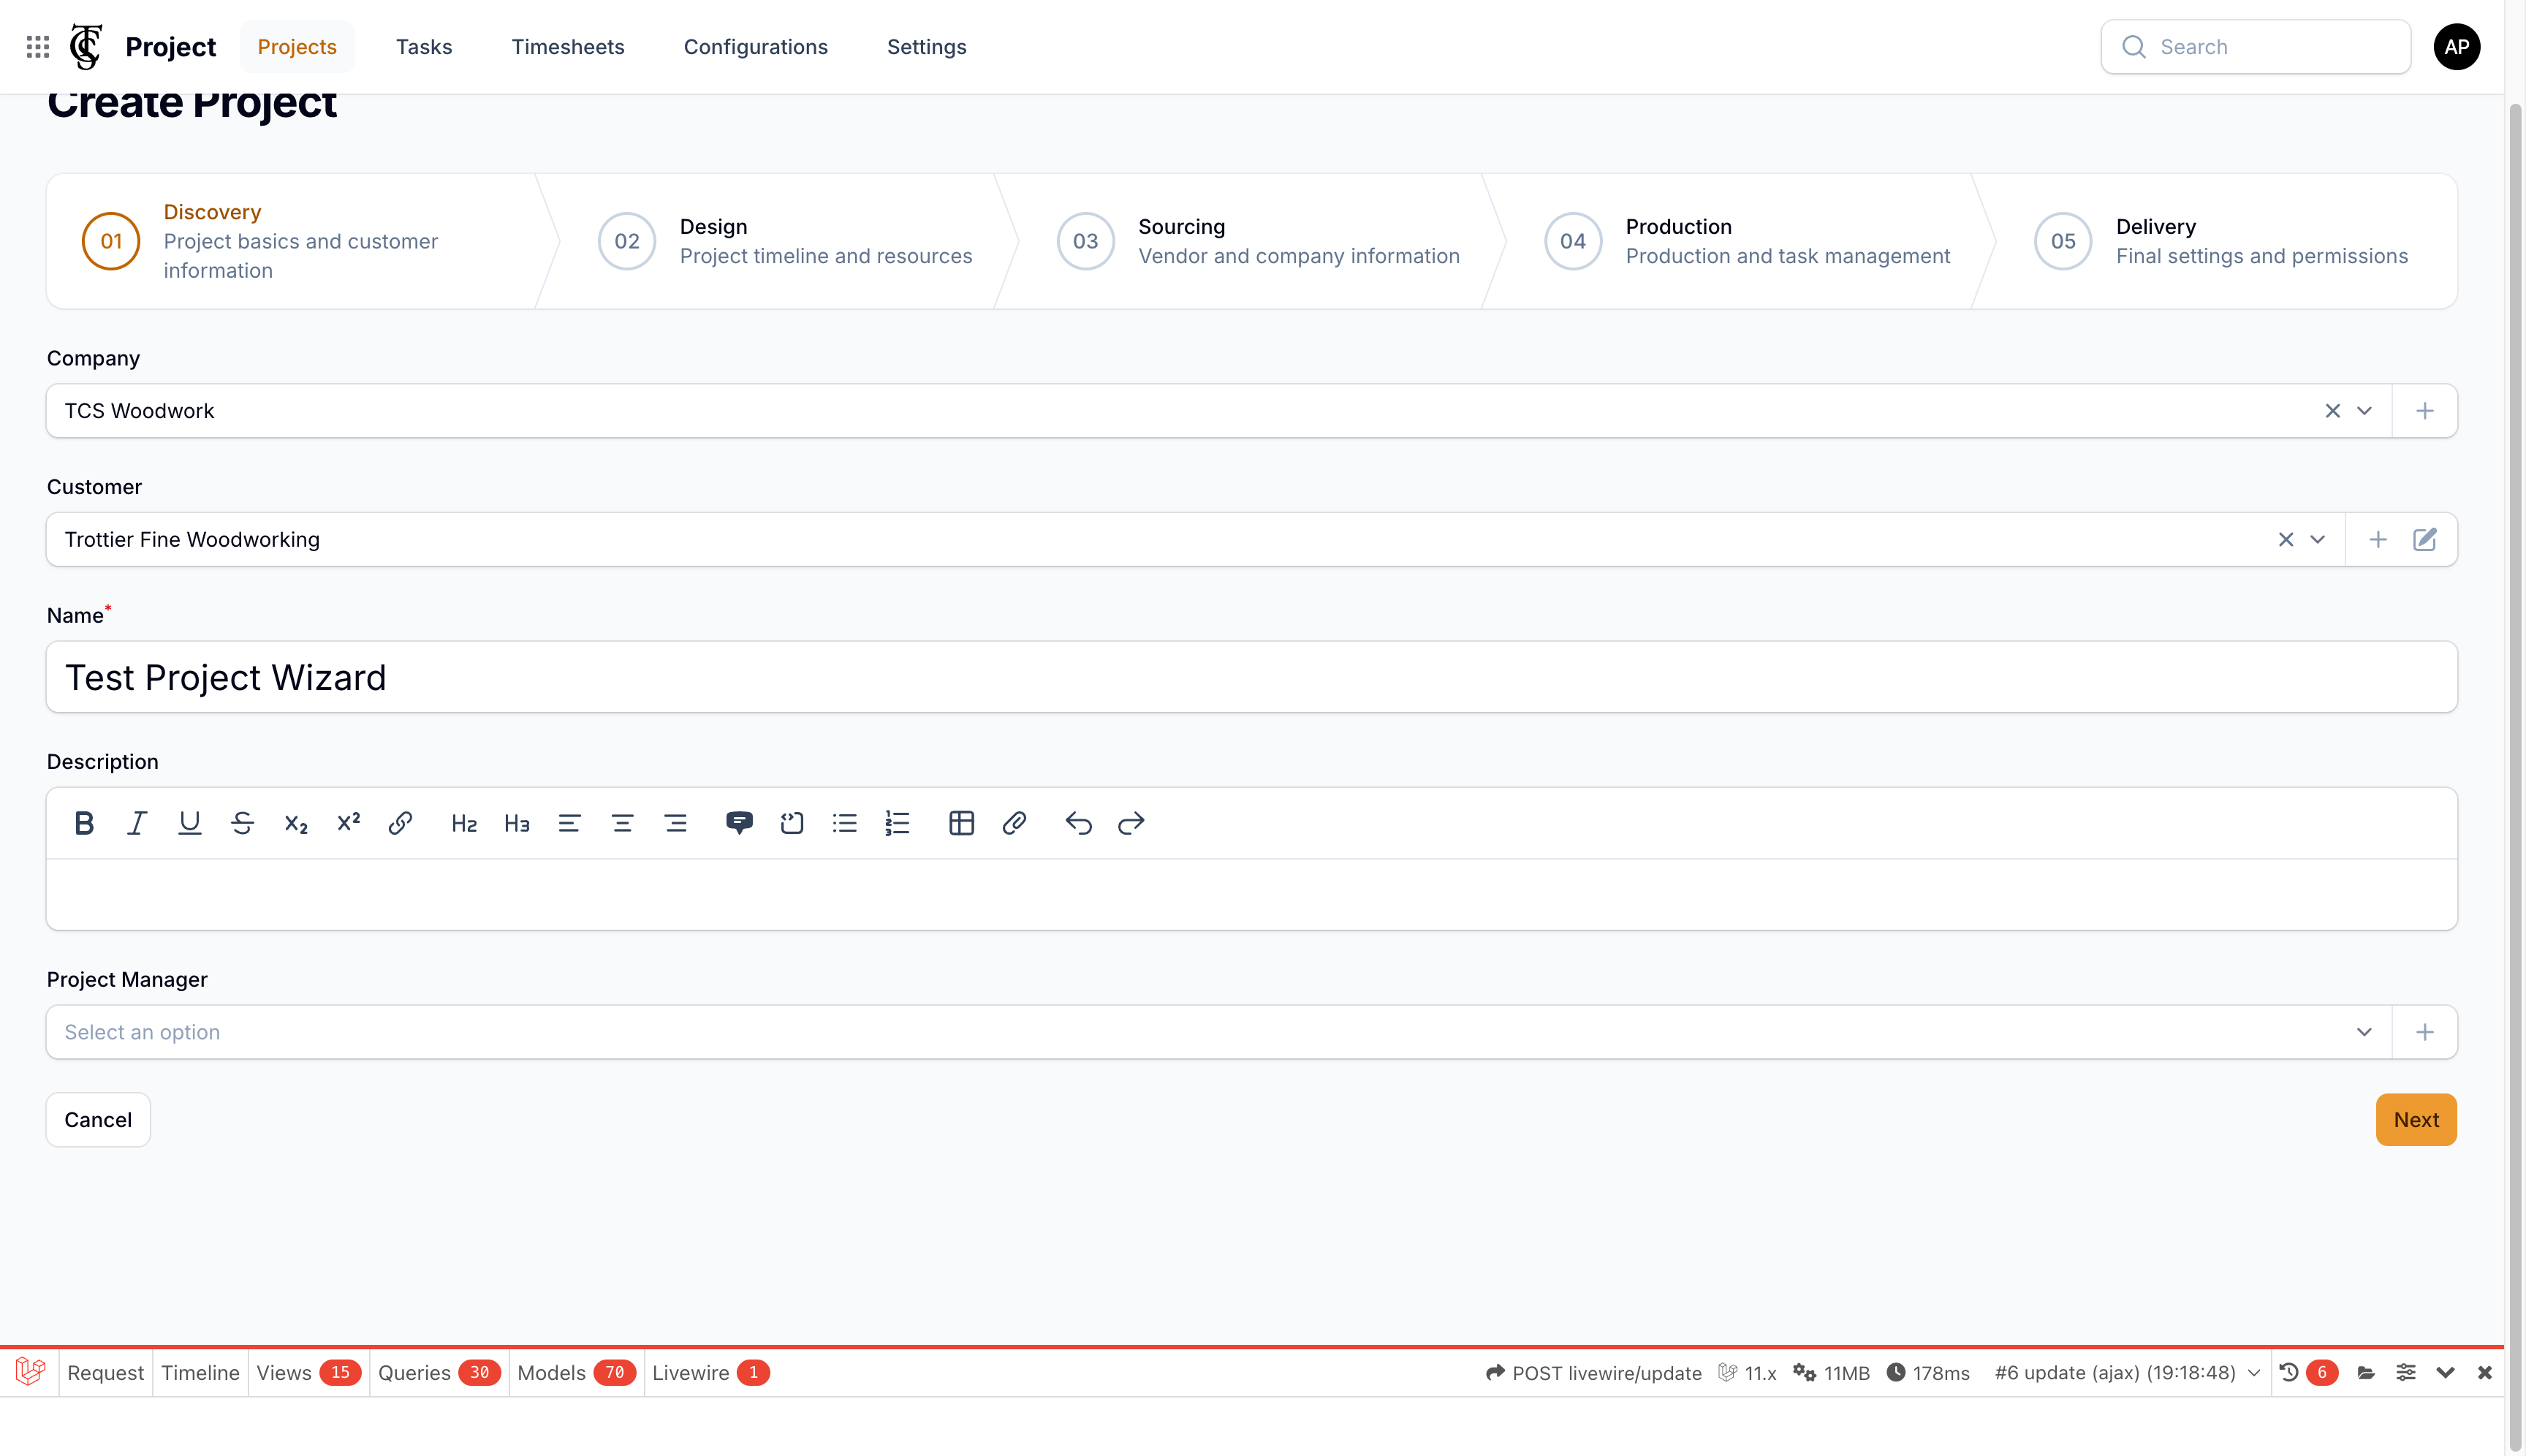 Project
Projects
Tasks
Timesheets
Configurations
Settings
Search
AP
Create Project
01
Discovery
Project basics and customer
information
02
Design
Project timeline and resources
03
Sourcing
Vendor and company information
04
Production
Production and task management
05
Delivery
Final settings and permissions
Company
TCS Woodwork
Customer
Trottier Fine Woodworking
Name*
Test Project Wizard
Description
H2
H3
Project Manager
Select an option
Cancel
Next
Request
Timeline
Views 15
Queries 30
Models 70
Livewire 1
POST livewire/update
11.x
11MB
178ms
#6 update (ajax) (19:18:48)
6